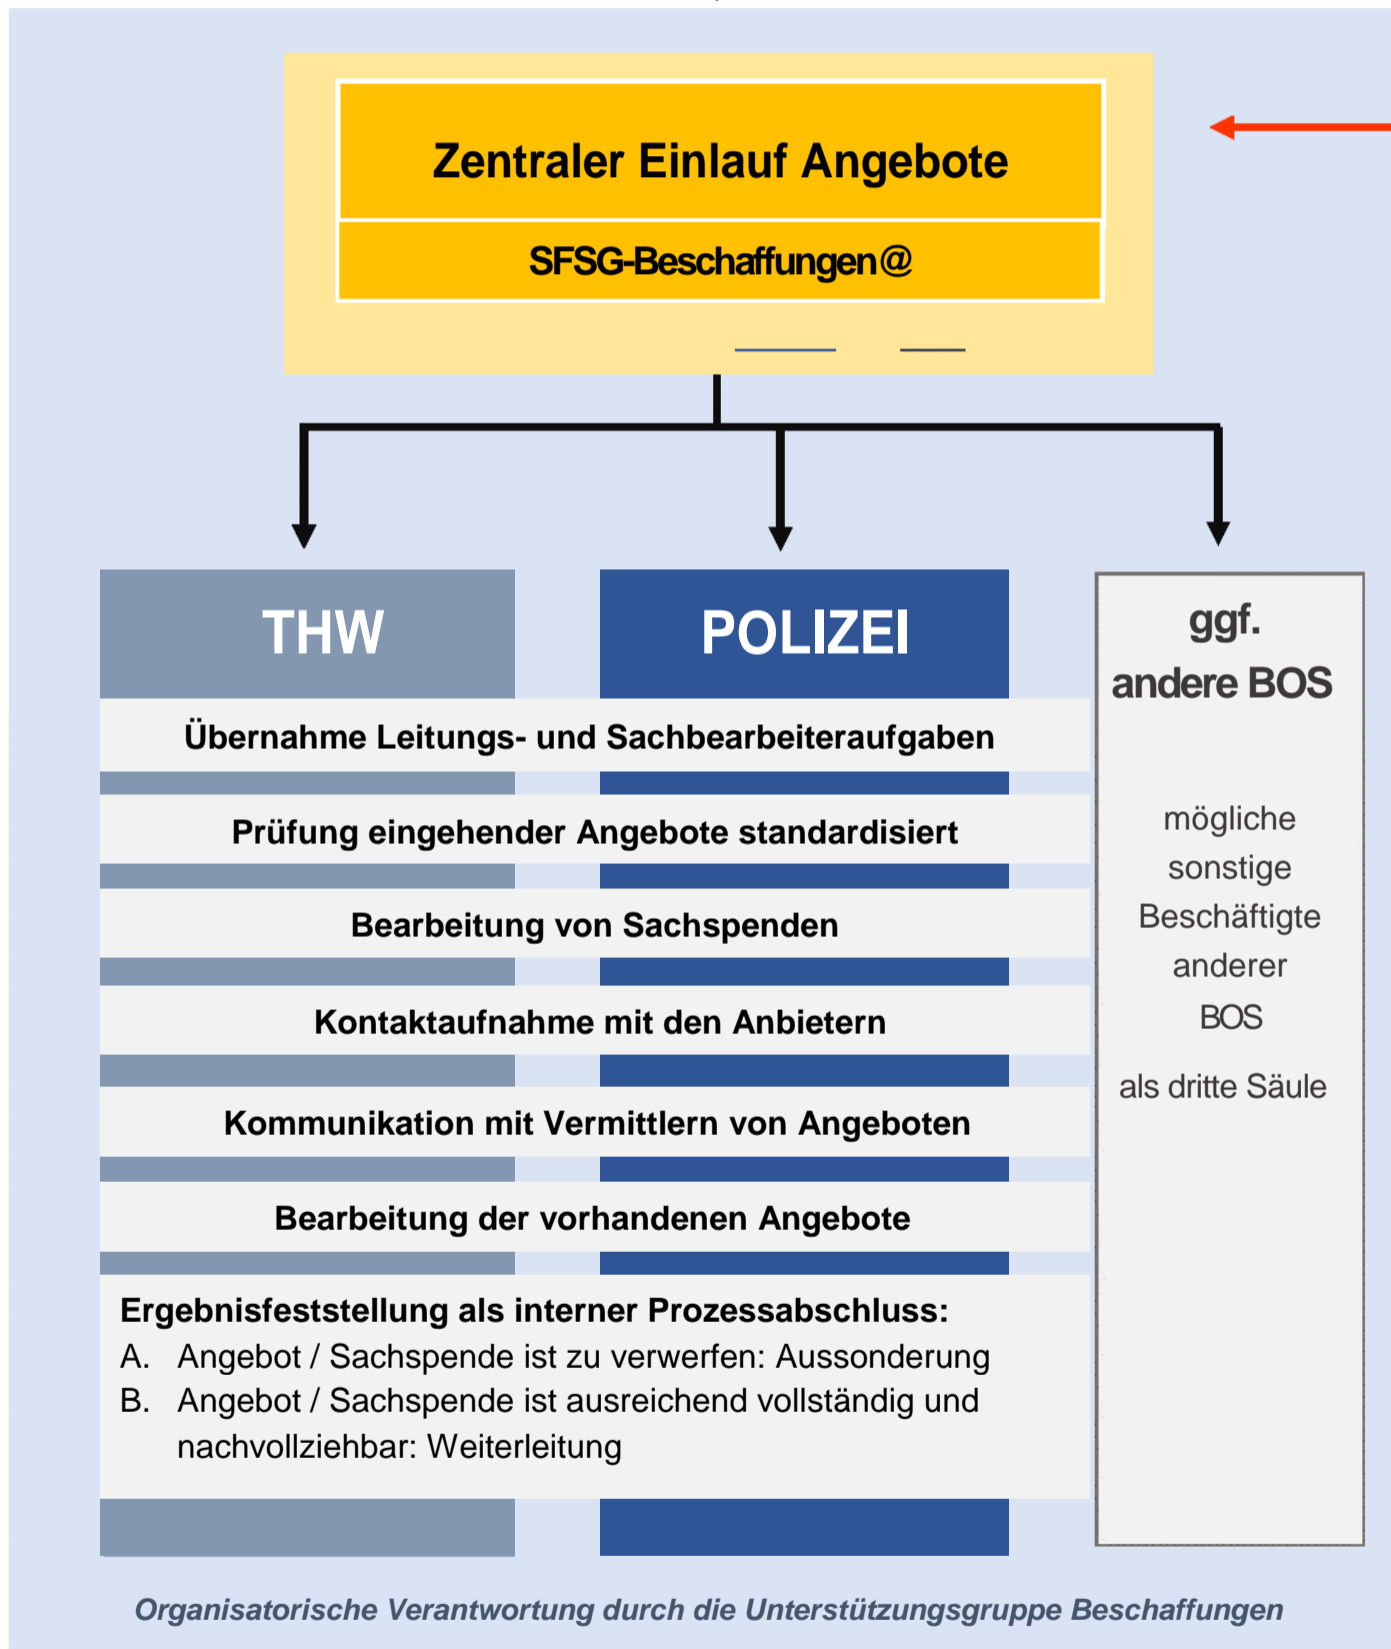 Zentraler Einlauf Angebote
SFSG-Beschaffungen@
THW
POLIZEI
ggf.
andere BOS
Übernahme Leitungs- und Sachbearbeiteraufgaben
Prüfung eingehender Angebote standardisiert
Bearbeitung von Sachspenden
Kontaktaufnahme mit den Anbietern
Kommunikation mit Vermittlern von Angeboten
Bearbeitung der vorhandenen Angebote
Ergebnisfeststellung als interner Prozessabschluss:
A. Angebot / Sachspende ist zu verwerfen: Aussonderung
B. Angebot / Sachspende ist ausreichend vollständig und
nachvollziehbar: Weiterleitung
mögliche
sonstige
Beschäftigte
anderer
BOS
als dritte Säule
Organisatorische Verantwortung durch die Unterstützungsgruppe Beschaffungen